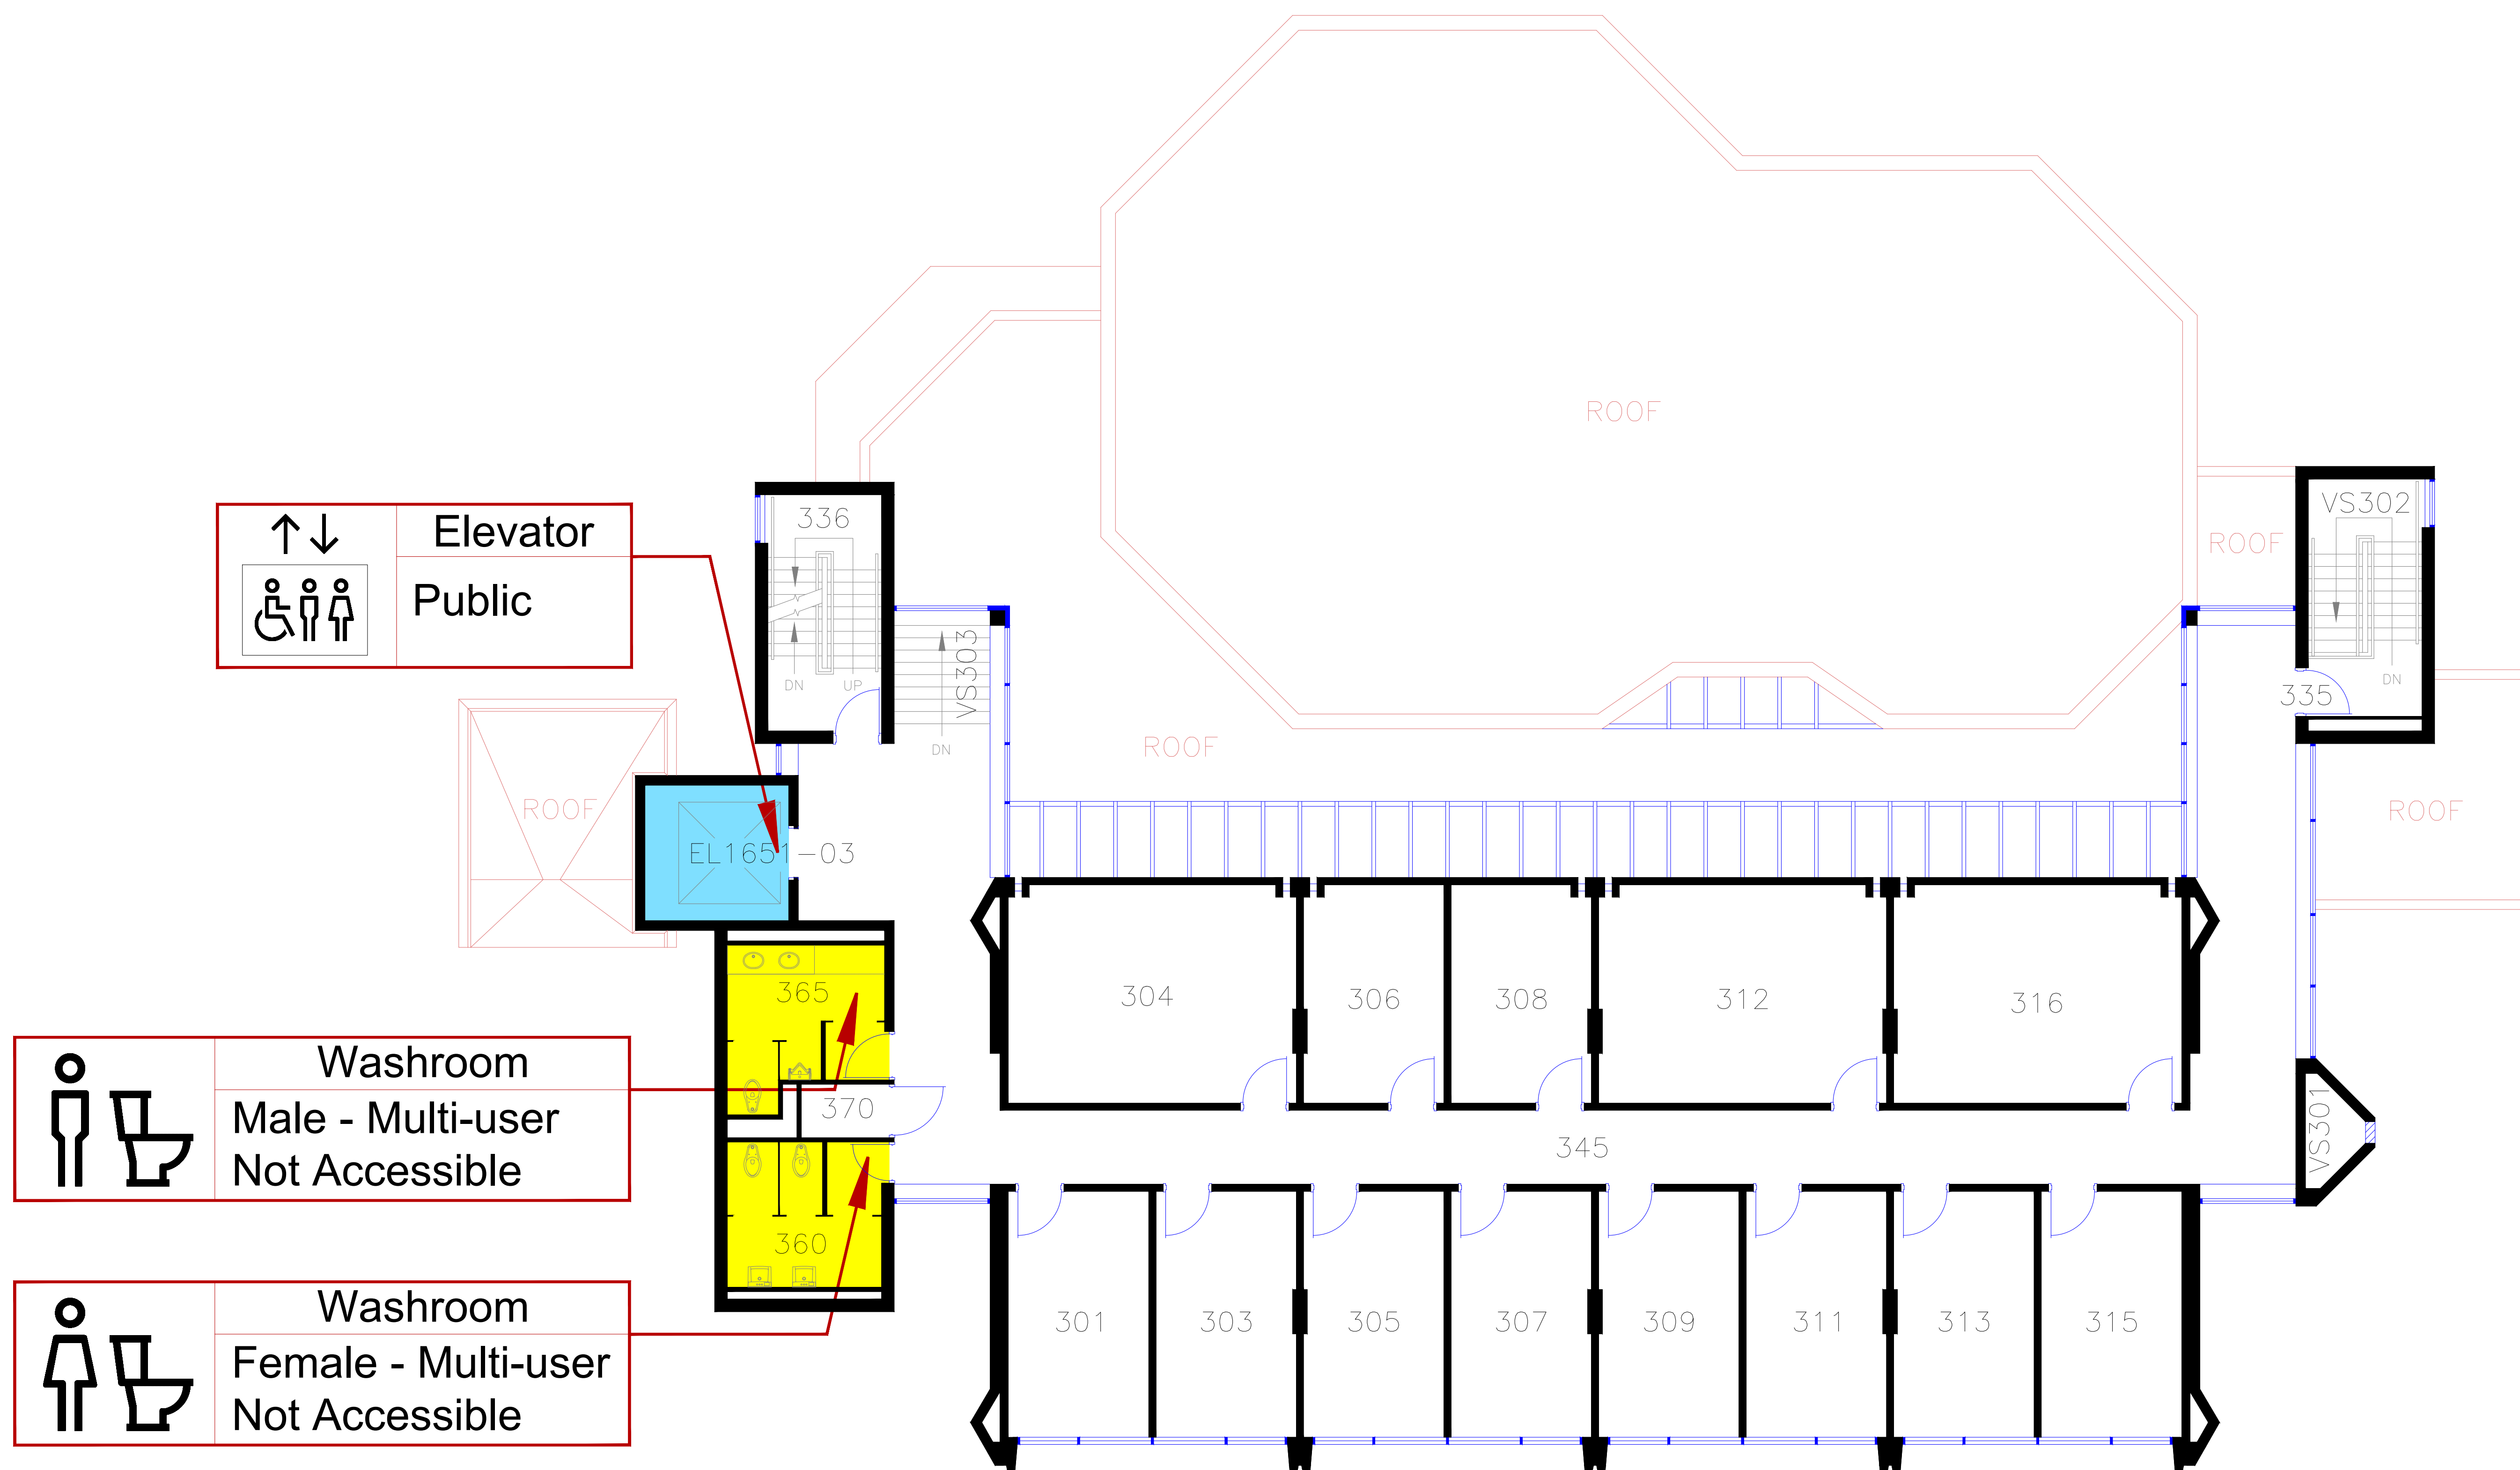 ROOF
Elevator
Public
336
DN
UP
VS303
DN
ROOF
VS302
335
DN
ROOF
ROOF
ROOF
EL1651-03
365
304
306
308
312
316
Washroom
Male - Multi-user
Not Accessible
370
345
VS301
360
Washroom
Female - Multi-user
Not Accessible
301
303
305
307
309
311
313
315